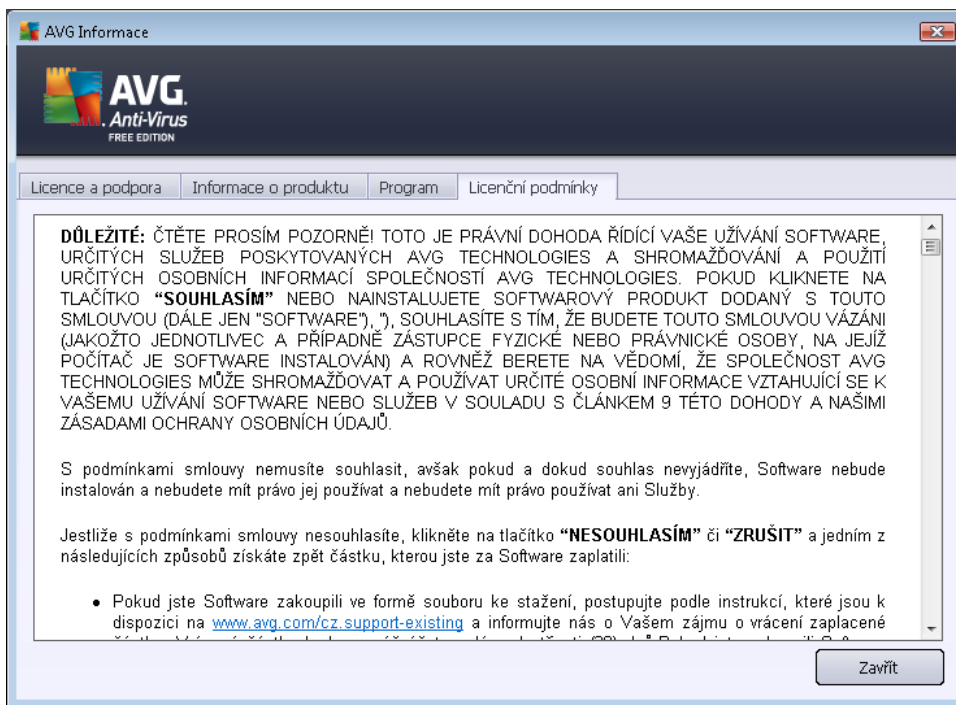 AVG Informace
AVG.
Anti-Virus
FREE EDITION
Licence a podpora Informace o produktu Program Licenční podmínky
DŮLEŽITÉ: ČTĚTE PROSÍM POZORNĚ! TOTO JE PRÁVNÍ DOHODA ŘÍDÍCÍ VAŠE UŽÍVÁNÍ SOFTWARE,
URČITÝCH SLUŽEB POSKYTOVANÝCH AVG TECHNOLOGIES A SHROMAŽĎOVÁNÍ A POUŽITÍ
URČITÝCH OSOBNÍCH INFORMACÍ SPOLEČNOSTÍ AVG TECHNOLOGIES. POKUD KLIKNETE NA
TLAČÍTKO “SOUHLASÍM” NEBO NAINSTALUJETE SOFTWAROVÝ PRODUKT DODANÝ S TOUTO
SMLOUVOU (DÁLE JEN "SOFTWARE"), "), SOUHLASÍTE S TÍM, ŽE BUDETE TOUTO SMLOUVOU VÁZÁNI
(JAKOŽTO JEDNOTLIVEC A PŘÍPADNĚ ZÁSTUPCE FYZICKÉ NEBO PRÁVNICKÉ OSOBY, NA JEJÍŽ
POČÍTAČ JE SOFTWARE INSTALOVÁN) A ROVNĚŽ BERETE NA VĚDOMÍ, ŽE SPOLEČNOST AVG
TECHNOLOGIES MŮŽE SHROMAŽĎOVAT A POUŽÍVAT URČITÉ OSOBNÍ INFORMACE VZTAHUJÍCÍ SE K
VAŠEMU UŽÍVÁNÍ SOFTWARE NEBO SLUŽEB V SOULADU S ČLÁNKEM 9 TÉTO DOHODY A NAŠIMI
ZÁSADAMI OCHRANY OSOBNÍCH ÚDAJŮ.
S podmínkami smlouvy nemusíte souhlasit, avšak pokud a dokud souhlas nevyjádříte, Software nebude
instalován a nebudete mít právo jej používat a nebudete mít právo používat ani Služby.
Jestliže s podmínkami smlouvy nesouhlasíte, klikněte na tlačítko “NESOUHLASÍM” či “ZRUŠIT” a jedním z
následujících způsobů získáte zpět částku, kterou jste za Software zaplatili:
• Pokud jste Software zakoupili ve formě souboru ke stažení, postupujte podle instrukcí, které jsou k
dispozici na www.avg.com/cz.support-existing a informujte nás o Vašem zájmu o vrácení zaplacené
Zavřít